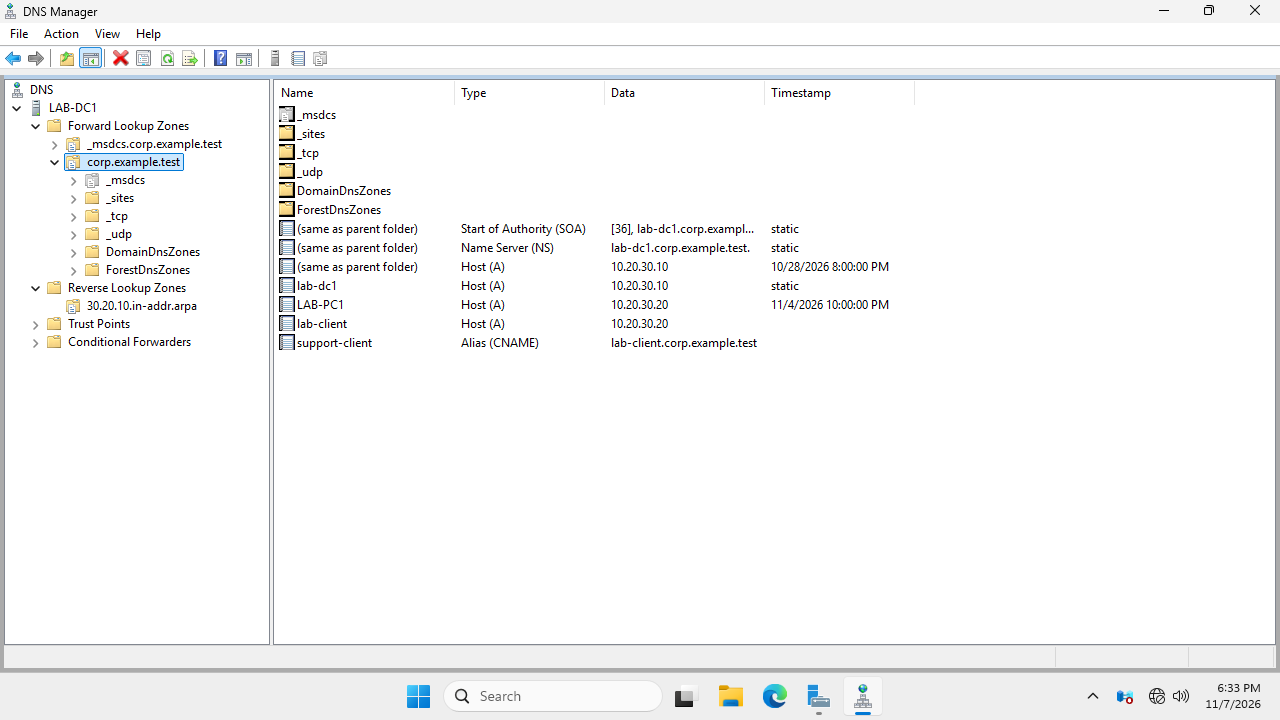 DNS Manager
File Action View Help
DNS
LAB-DC1
Forward Lookup Zones
_msdcs.corp.example.test
corp.example.test
_msdcs
_sites
_tcp
_udp
DomainDnsZones
ForestDnsZones
Reverse Lookup Zones
30.20.10.in-addr.arpa
Trust Points
Conditional Forwarders
Name Type Data Timestamp
_msdcs
_sites
_tcp
_udp
DomainDnsZones
ForestDnsZones
(same as parent folder) Start of Authority (SOA) [36], lab-dc1.corp.exampl... static
(same as parent folder) Name Server (NS) lab-dc1.corp.example.test. static
(same as parent folder) Host (A) 10.20.30.10 10/28/2026 8:00:00 PM
lab-dc1 Host (A) 10.20.30.10 static
LAB-PC1 Host (A) 10.20.30.20 11/4/2026 10:00:00 PM
lab-client Host (A) 10.20.30.20
support-client Alias (CNAME) lab-client.corp.example.test
Search
6:33 PM
11/7/2026